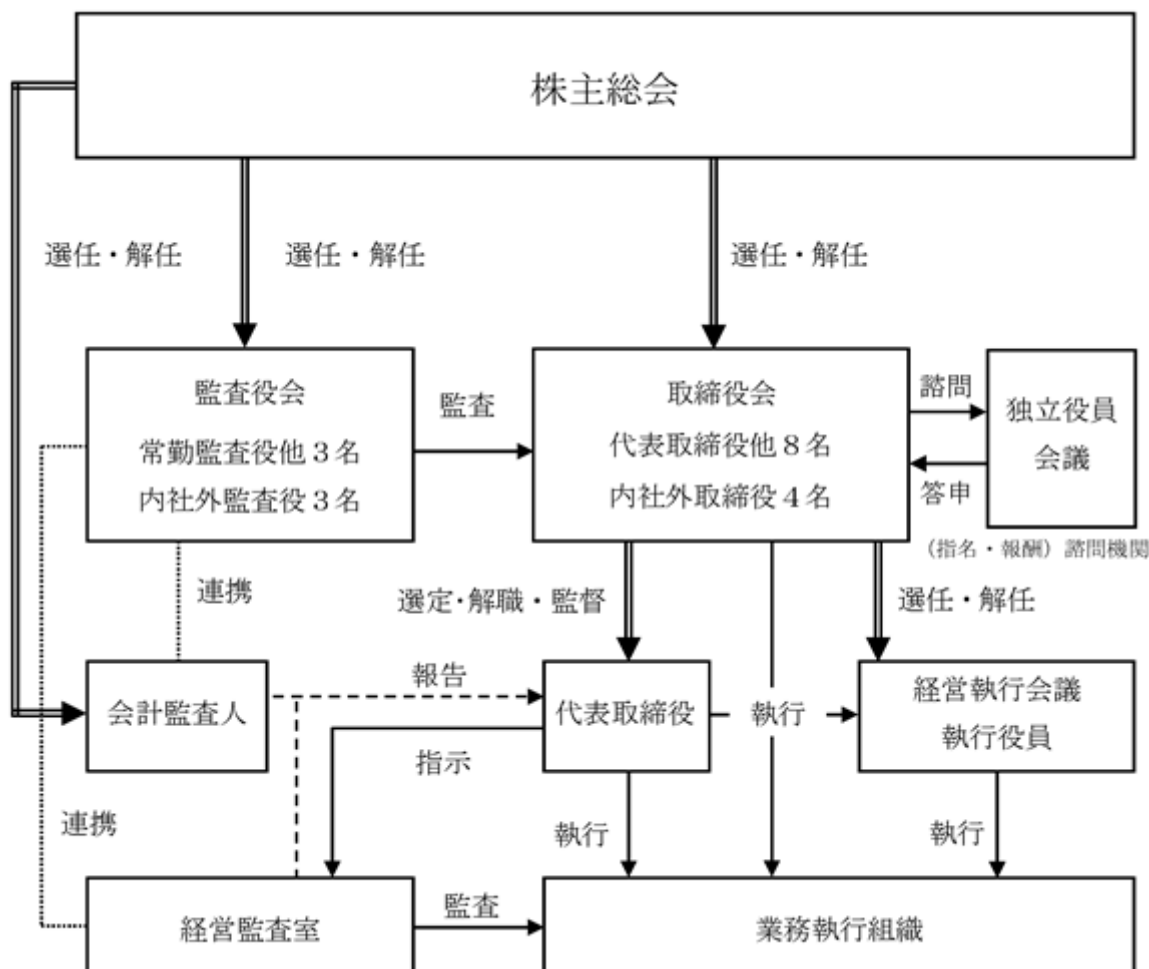 株主総会
選任・解任
選任・解任
選任・解任
監査役会
常勤監査役他３名
内社外監査役３名
監査
取締役会
代表取締役他８名
内社外取締役４名
諮問
答申
独立役員
会議
(指名・報酬) 諮問機関
連携
選定･解職・監督
選任・解任
会計監査人
報告
代表取締役
執行
経営執行会議
執行役員
指示
連携
執行
執行
経営監査室
監査
業務執行組織